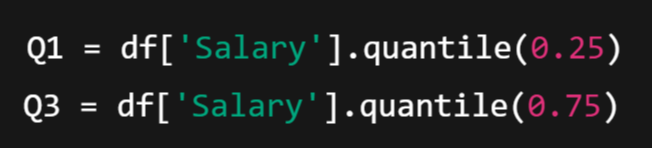 Q1 = df['Salary'].quantile(0.25)
Q3 = df['Salary'].quantile(0.75)